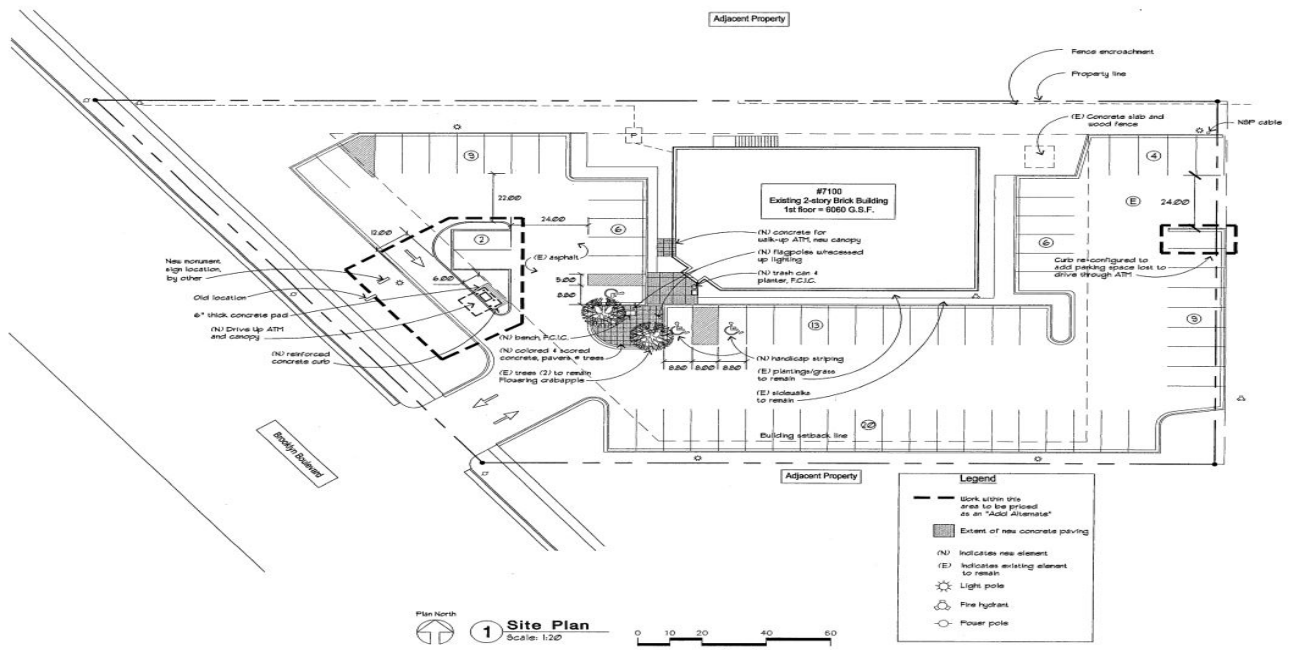 Adjacent Property
Fence encroachment
Property line
(E) Concrete slab and
wood fence
NSP cable
P
9
4
#7100
Existing 2-story Brick Building
1st floor = 6060 G.S.F.
22.00
24.00
E
24.00
12.00
2
6
6
(N) concrete for
walk-up ATM, new canopy
(N) flagpoles w/recessed
up lighting
(N) trash can &
planter, F.C.I.C.
(E) asphalt
Curb re-configured to
add parking space lost to
drive through ATM
New monument
sign location,
by other
6.00
5.00
8.80
Old location
6" thick concrete pad
(N) Drive Up ATM
and canopy
(N) reinforced
concrete curb
13
9
(N) bench, F.C.I.C.
(N) colored & scored
concrete, pavers @ trees
(E) trees (2) to remain
Flowering crabapple
8.80
8.00
8.80
(N) handicap striping
(E) plantings/grass
to remain
(E) sidewalks
to remain
20
Building setback line
Brooklyn Boulevard
Adjacent Property
Legend
Work within this
area to be priced
as an "Add Alternate"
Extent of new concrete paving
(N) Indicates new element
(E) Indicates existing element
to remain
Light pole
Fire hydrant
Power pole
Plan North
1
Site Plan
Scale: 1:20
0 10 20 40 60